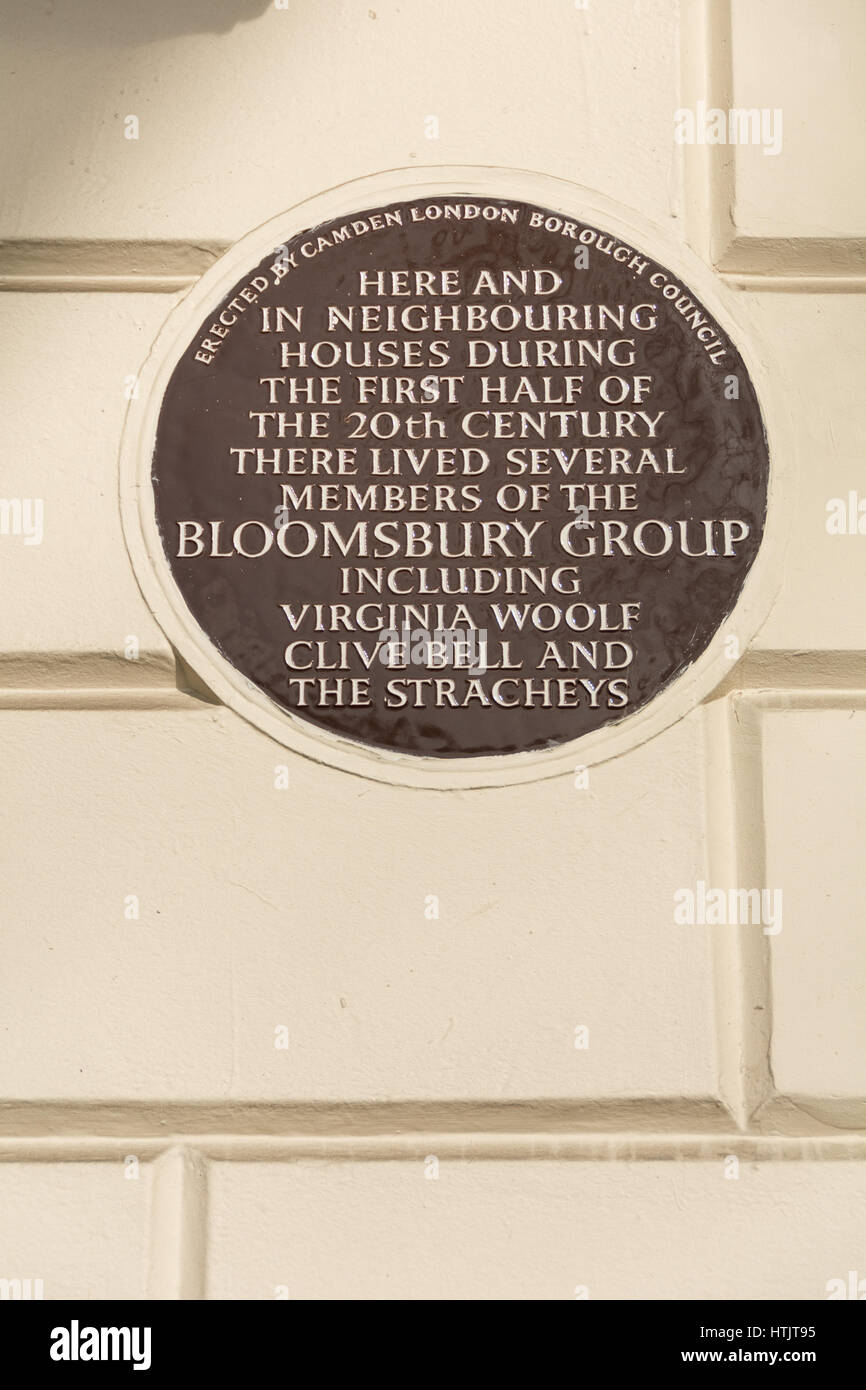 ERECTED BY CAMDEN LONDON BOROUGH COUNCIL
HERE AND
IN NEIGHBOURING
HOUSES DURING
THE FIRST HALF OF
THE 20th CENTURY
THERE LIVED SEVERAL
MEMBERS OF THE
BLOOMSBURY GROUP
INCLUDING
VIRGINIA WOOLF
CLIVE BELL AND
THE STRACHEYS
alamy
alamy
alamy
alamy
Image ID: HTJT95
www.alamy.com